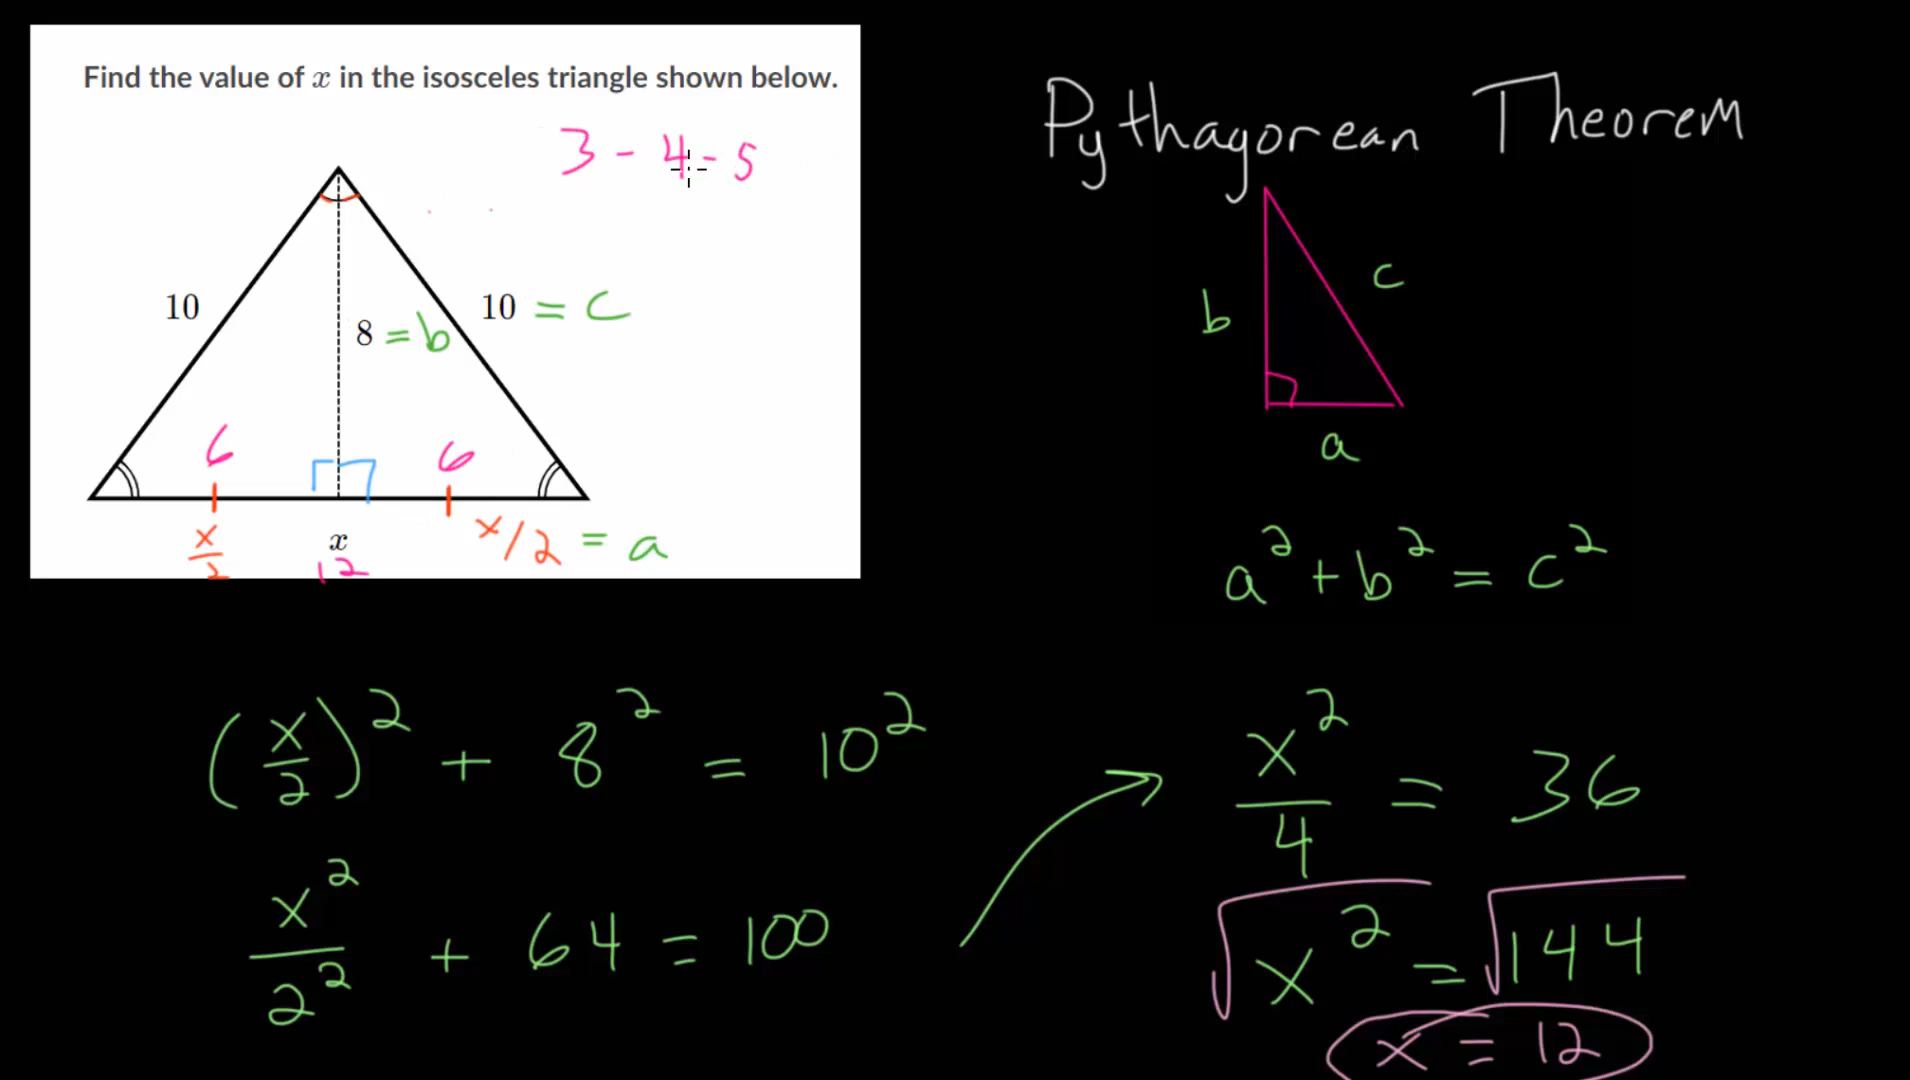 Find the value of x in the isosceles triangle shown below.
3 - 4 - 5
10
8 = b
10 = c
6
6
x/2
x
12
x/2 = a
Pythagorean Theorem
b
c
a
a² + b² = c²
(x/2)² + 8² = 10²
x²/2² + 64 = 100
x²/4 = 36
√x² = √144
x = 12